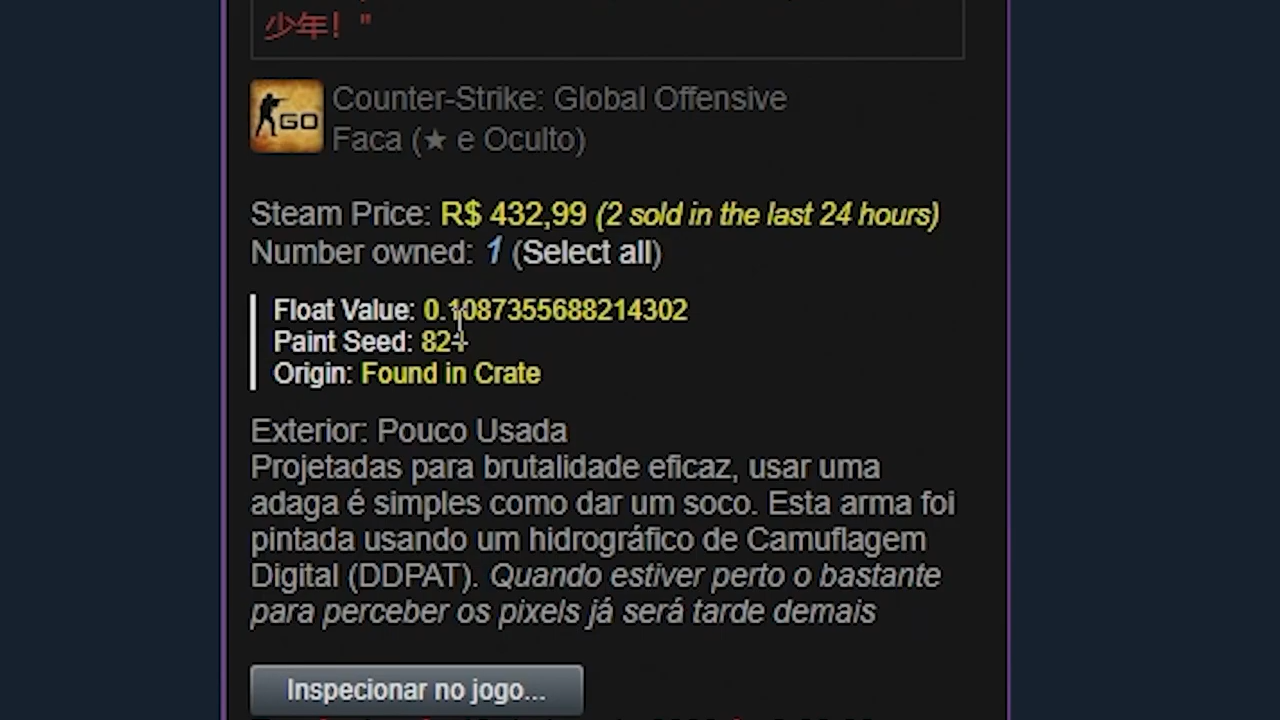 少年！"
GO
Counter-Strike: Global Offensive
Faca (★ e Oculto)
Steam Price: R$ 432,99 (2 sold in the last 24 hours)
Number owned: 1 (Select all)
Float Value: 0.1087355688214302
Paint Seed:
Origin: Found in Crate
Exterior: Pouco Usada
Projetadas para brutalidade eficaz, usar uma
adaga é simples como dar um soco. Esta arma foi
pintada usando um hidrográfico de Camuflagem
Digital (DDPAT). Quando estiver perto o bastante
para perceber os pixels já será tarde demais
Inspecionar no jogo...